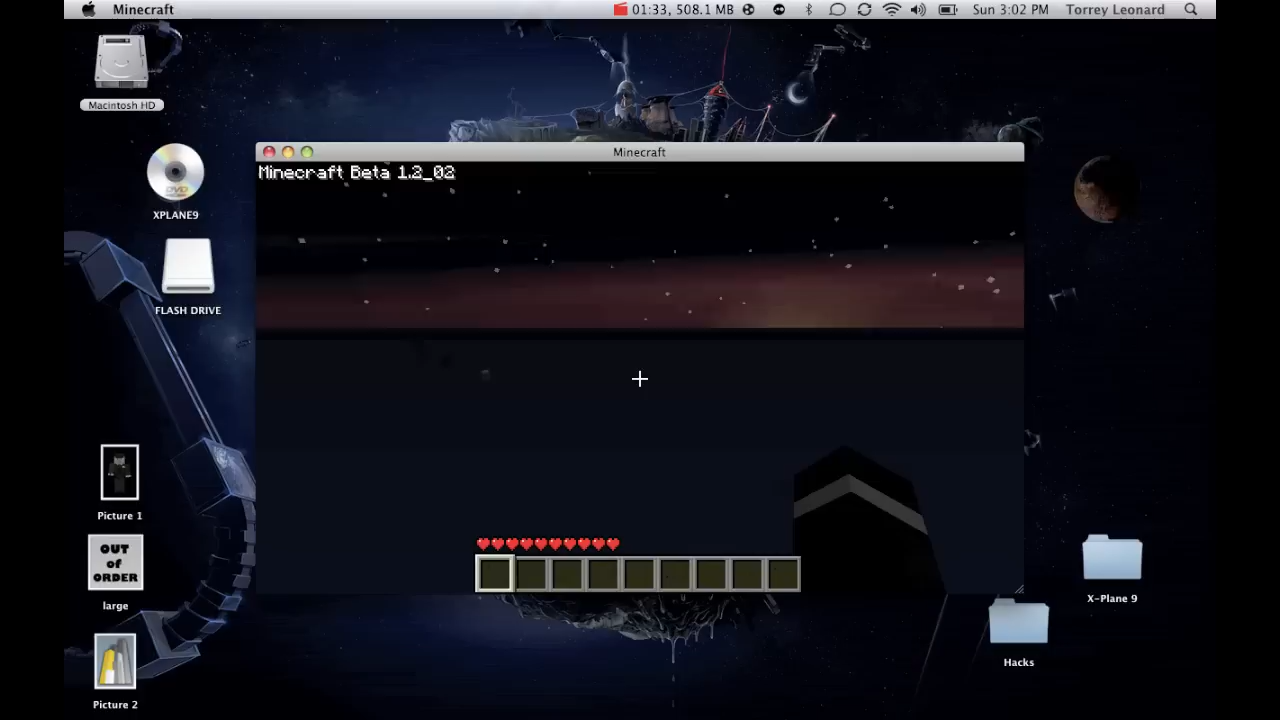 Minecraft
01:33, 508.1 MB
Sun 3:02 PM
Torrey Leonard
Macintosh HD
Minecraft
Minecraft Beta 1.2_02
DVD
XPLANE9
FLASH DRIVE
Picture 1
OUT
of
ORDER
large
X-Plane 9
Hacks
Picture 2